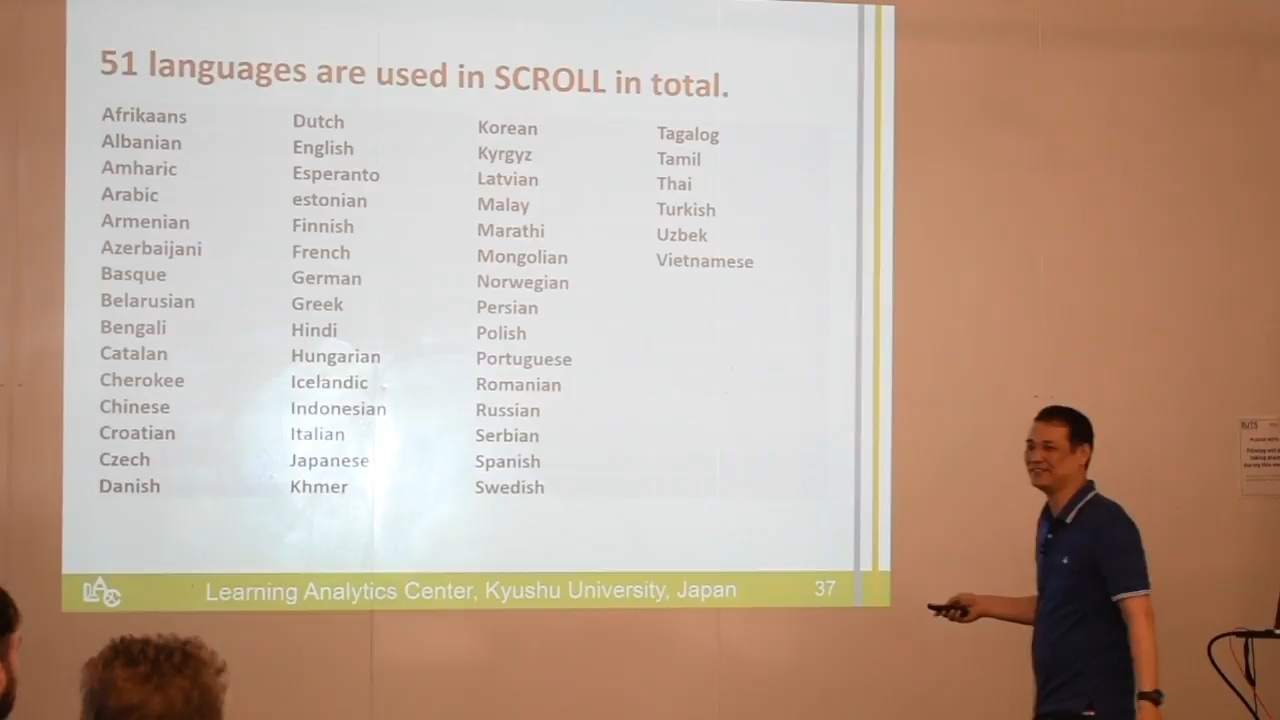 51 languages are used in SCROLL in total.
Afrikaans
Albanian
Amharic
Arabic
Armenian
Azerbaijani
Basque
Belarusian
Bengali
Catalan
Cherokee
Chinese
Croatian
Czech
Danish
Dutch
English
Esperanto
estonian
Finnish
French
German
Greek
Hindi
Hungarian
Icelandic
Indonesian
Italian
Japanese
Khmer
Korean
Kyrgyz
Latvian
Malay
Marathi
Mongolian
Norwegian
Persian
Polish
Portuguese
Romanian
Russian
Serbian
Spanish
Swedish
Tagalog
Tamil
Thai
Turkish
Uzbek
Vietnamese
Learning Analytics Center, Kyushu University, Japan 37